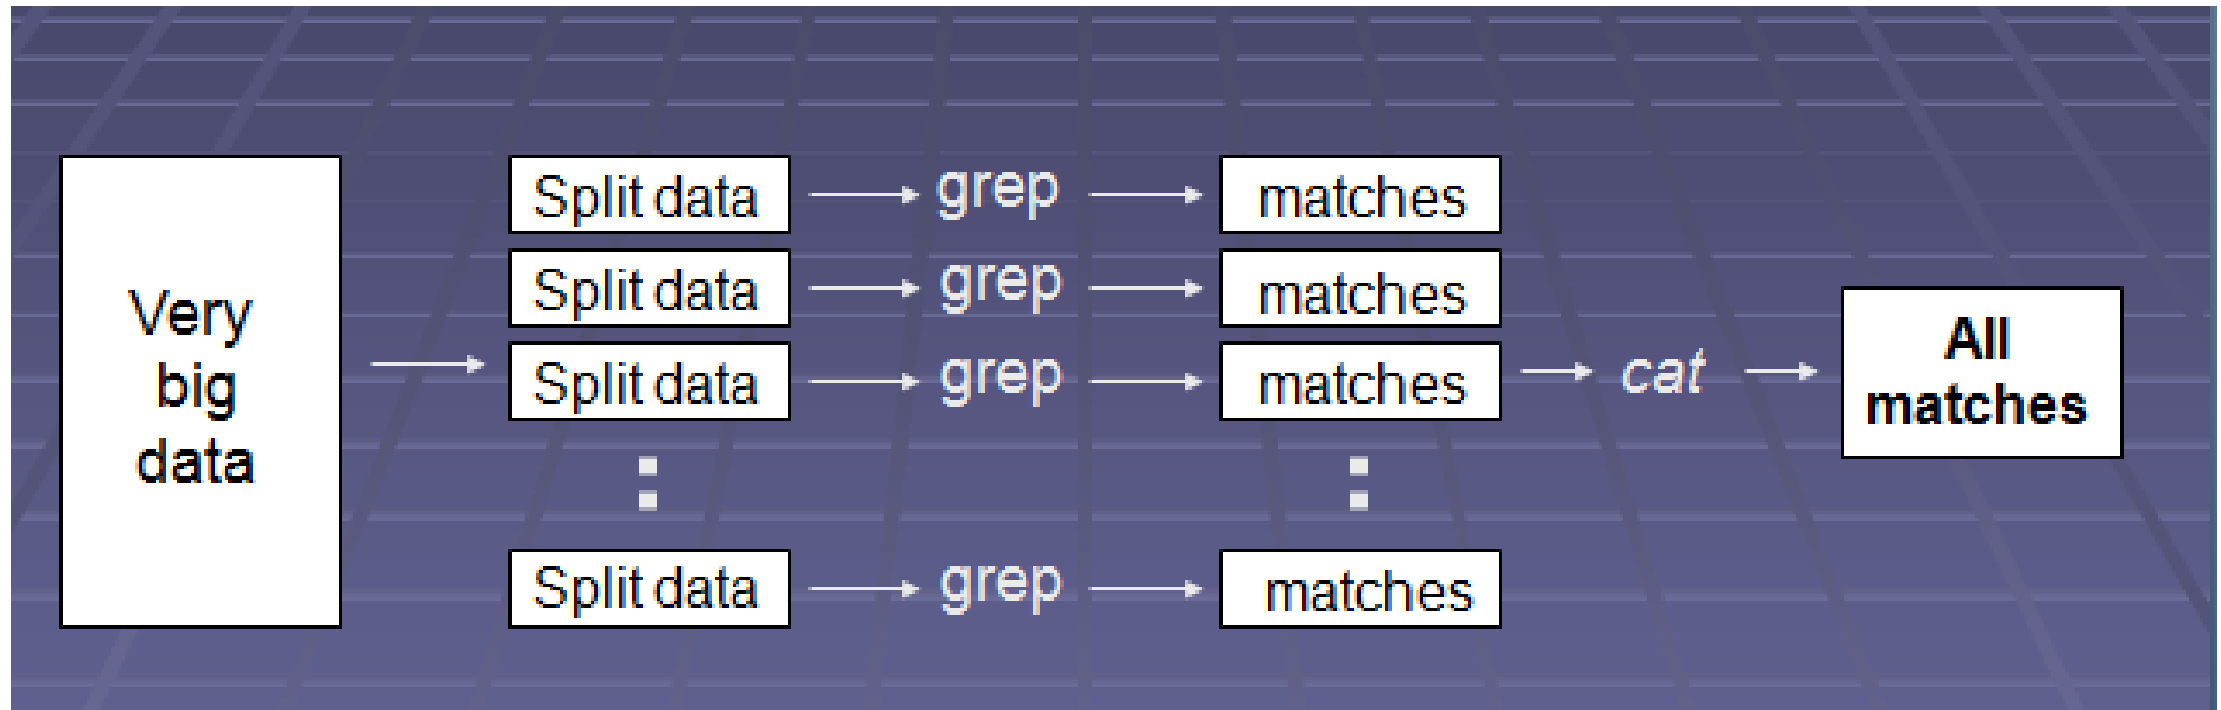 Very
big
data
Split data
grep
matches
Split data
grep
matches
Split data
grep
matches
cat
All
matches
Split data
grep
matches